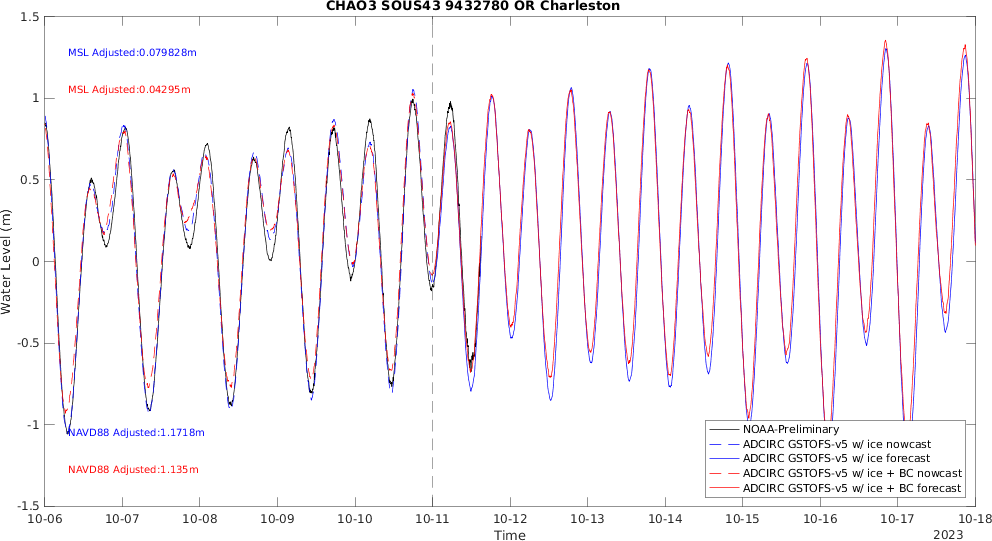 CHAO3 SOUS43 9432780 OR Charleston
1.5
MSL Adjusted:0.079828m
MSL Adjusted:0.04295m
1
0.5
Water Level (m)
0
-0.5
-1
NAVD88 Adjusted:1.1718m
NAVD88 Adjusted:1.135m
NOAA-Preliminary
ADCIRC GSTOFS-v5 w/ ice nowcast
ADCIRC GSTOFS-v5 w/ ice forecast
ADCIRC GSTOFS-v5 w/ ice + BC nowcast
ADCIRC GSTOFS-v5 w/ ice + BC forecast
-1.5
10-06 10-07 10-08 10-09 10-10 10-11 10-12 10-13 10-14 10-15 10-16 10-17 10-18
Time
2023